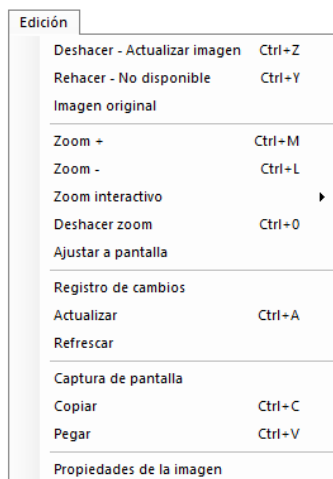 Edición
Deshacer - Actualizar imagen Ctrl+Z
Rehacer - No disponible Ctrl+Y
Imagen original
Zoom + Ctrl+M
Zoom - Ctrl+L
Zoom interactivo
Deshacer zoom Ctrl+0
Ajustar a pantalla
Registro de cambios
Actualizar Ctrl+A
Refrescar
Captura de pantalla
Copiar Ctrl+C
Pegar Ctrl+V
Propiedades de la imagen